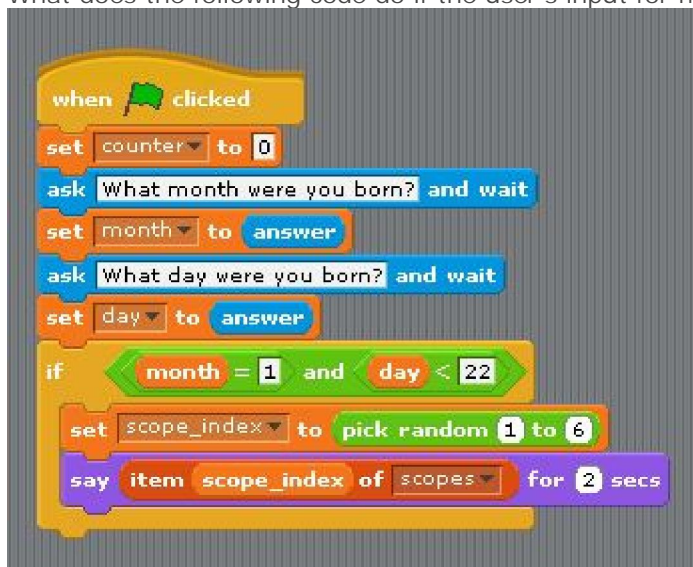 What does the following code do if the user's input for
when clicked
set counter to 0
ask What month were you born? and wait
set month to answer
ask What day were you born? and wait
set day to answer
if month = 1 and day < 22
set scope_index to pick random 1 to 6
say item scope_index of scopes for 2 secs